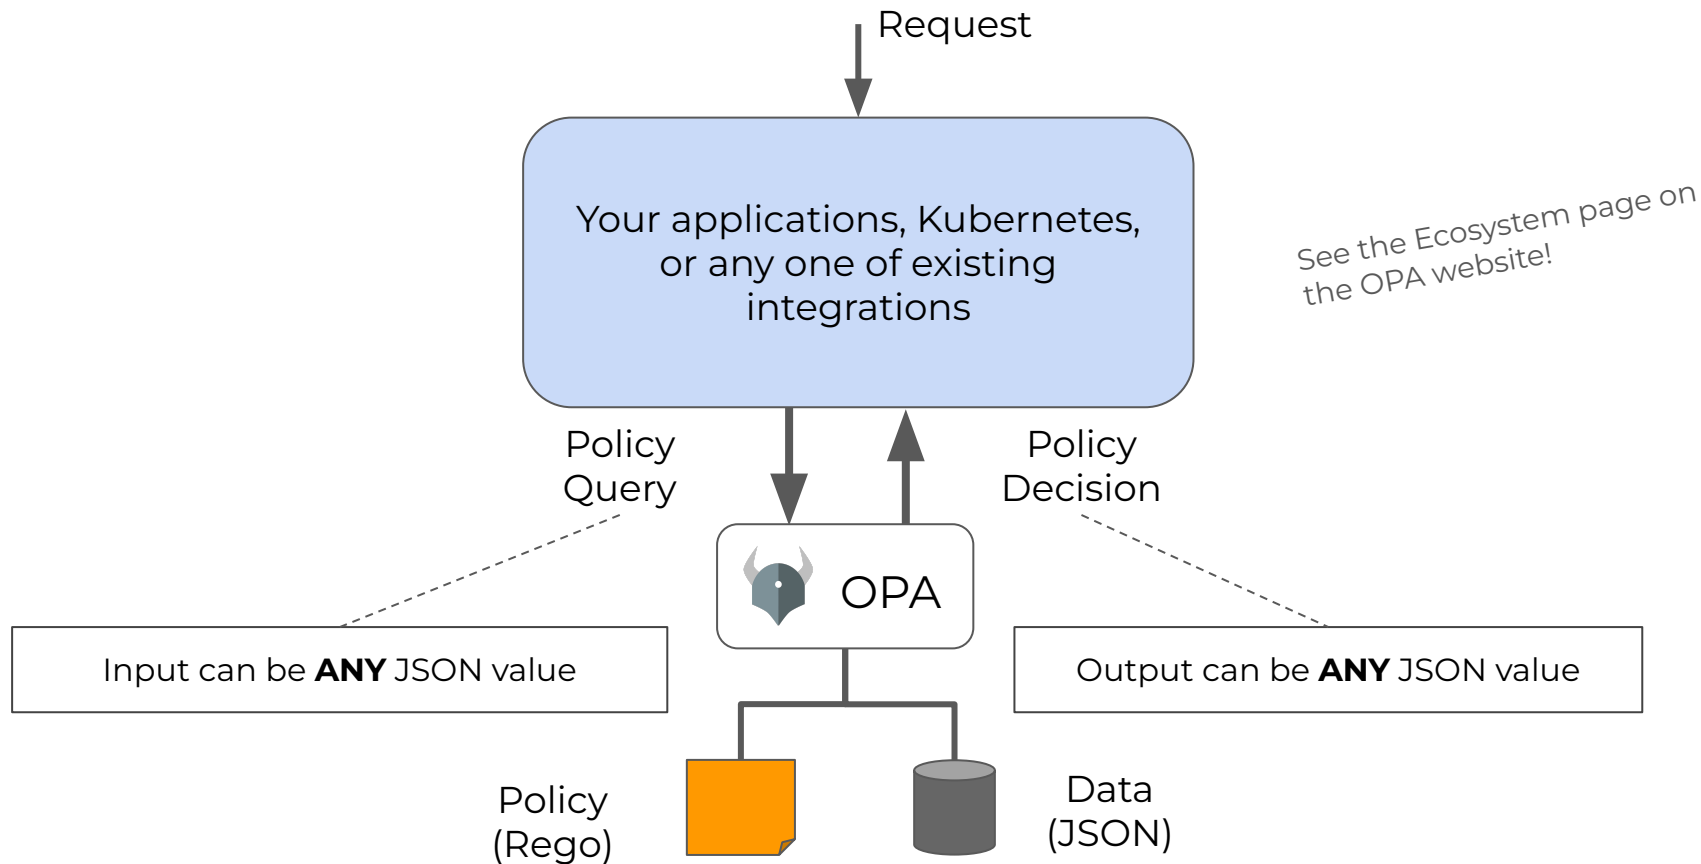 Request
Your applications, Kubernetes,
or any one of existing
integrations
See the Ecosystem page on
the OPA website!
Policy
Query
Policy
Decision
OPA
Input can be ANY JSON value
Output can be ANY JSON value
Policy
(Rego)
Data
(JSON)